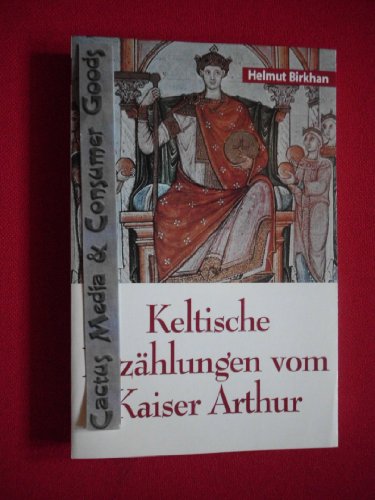 Helmut Birkhan
Cactus Media & Consumer Goods
Keltische
zählungen vom
Kaiser Arthur